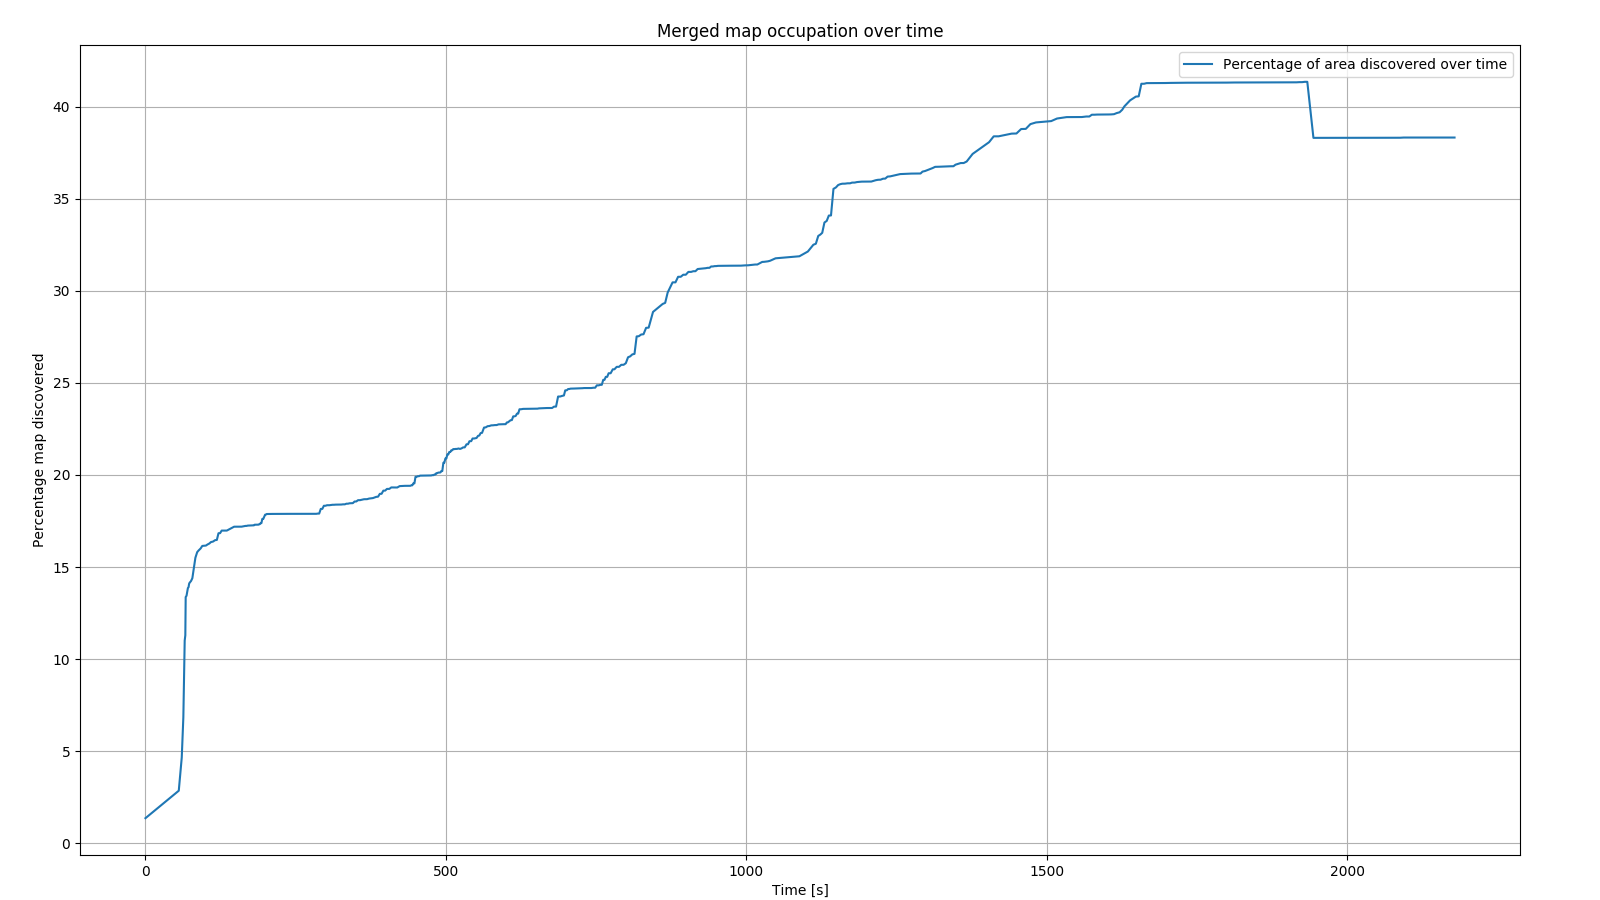 Merged map occupation over time
Percentage of area discovered over time
Percentage map discovered
40
35
30
25
20
15
10
5
0
0 500 1000 1500 2000
Time [s]